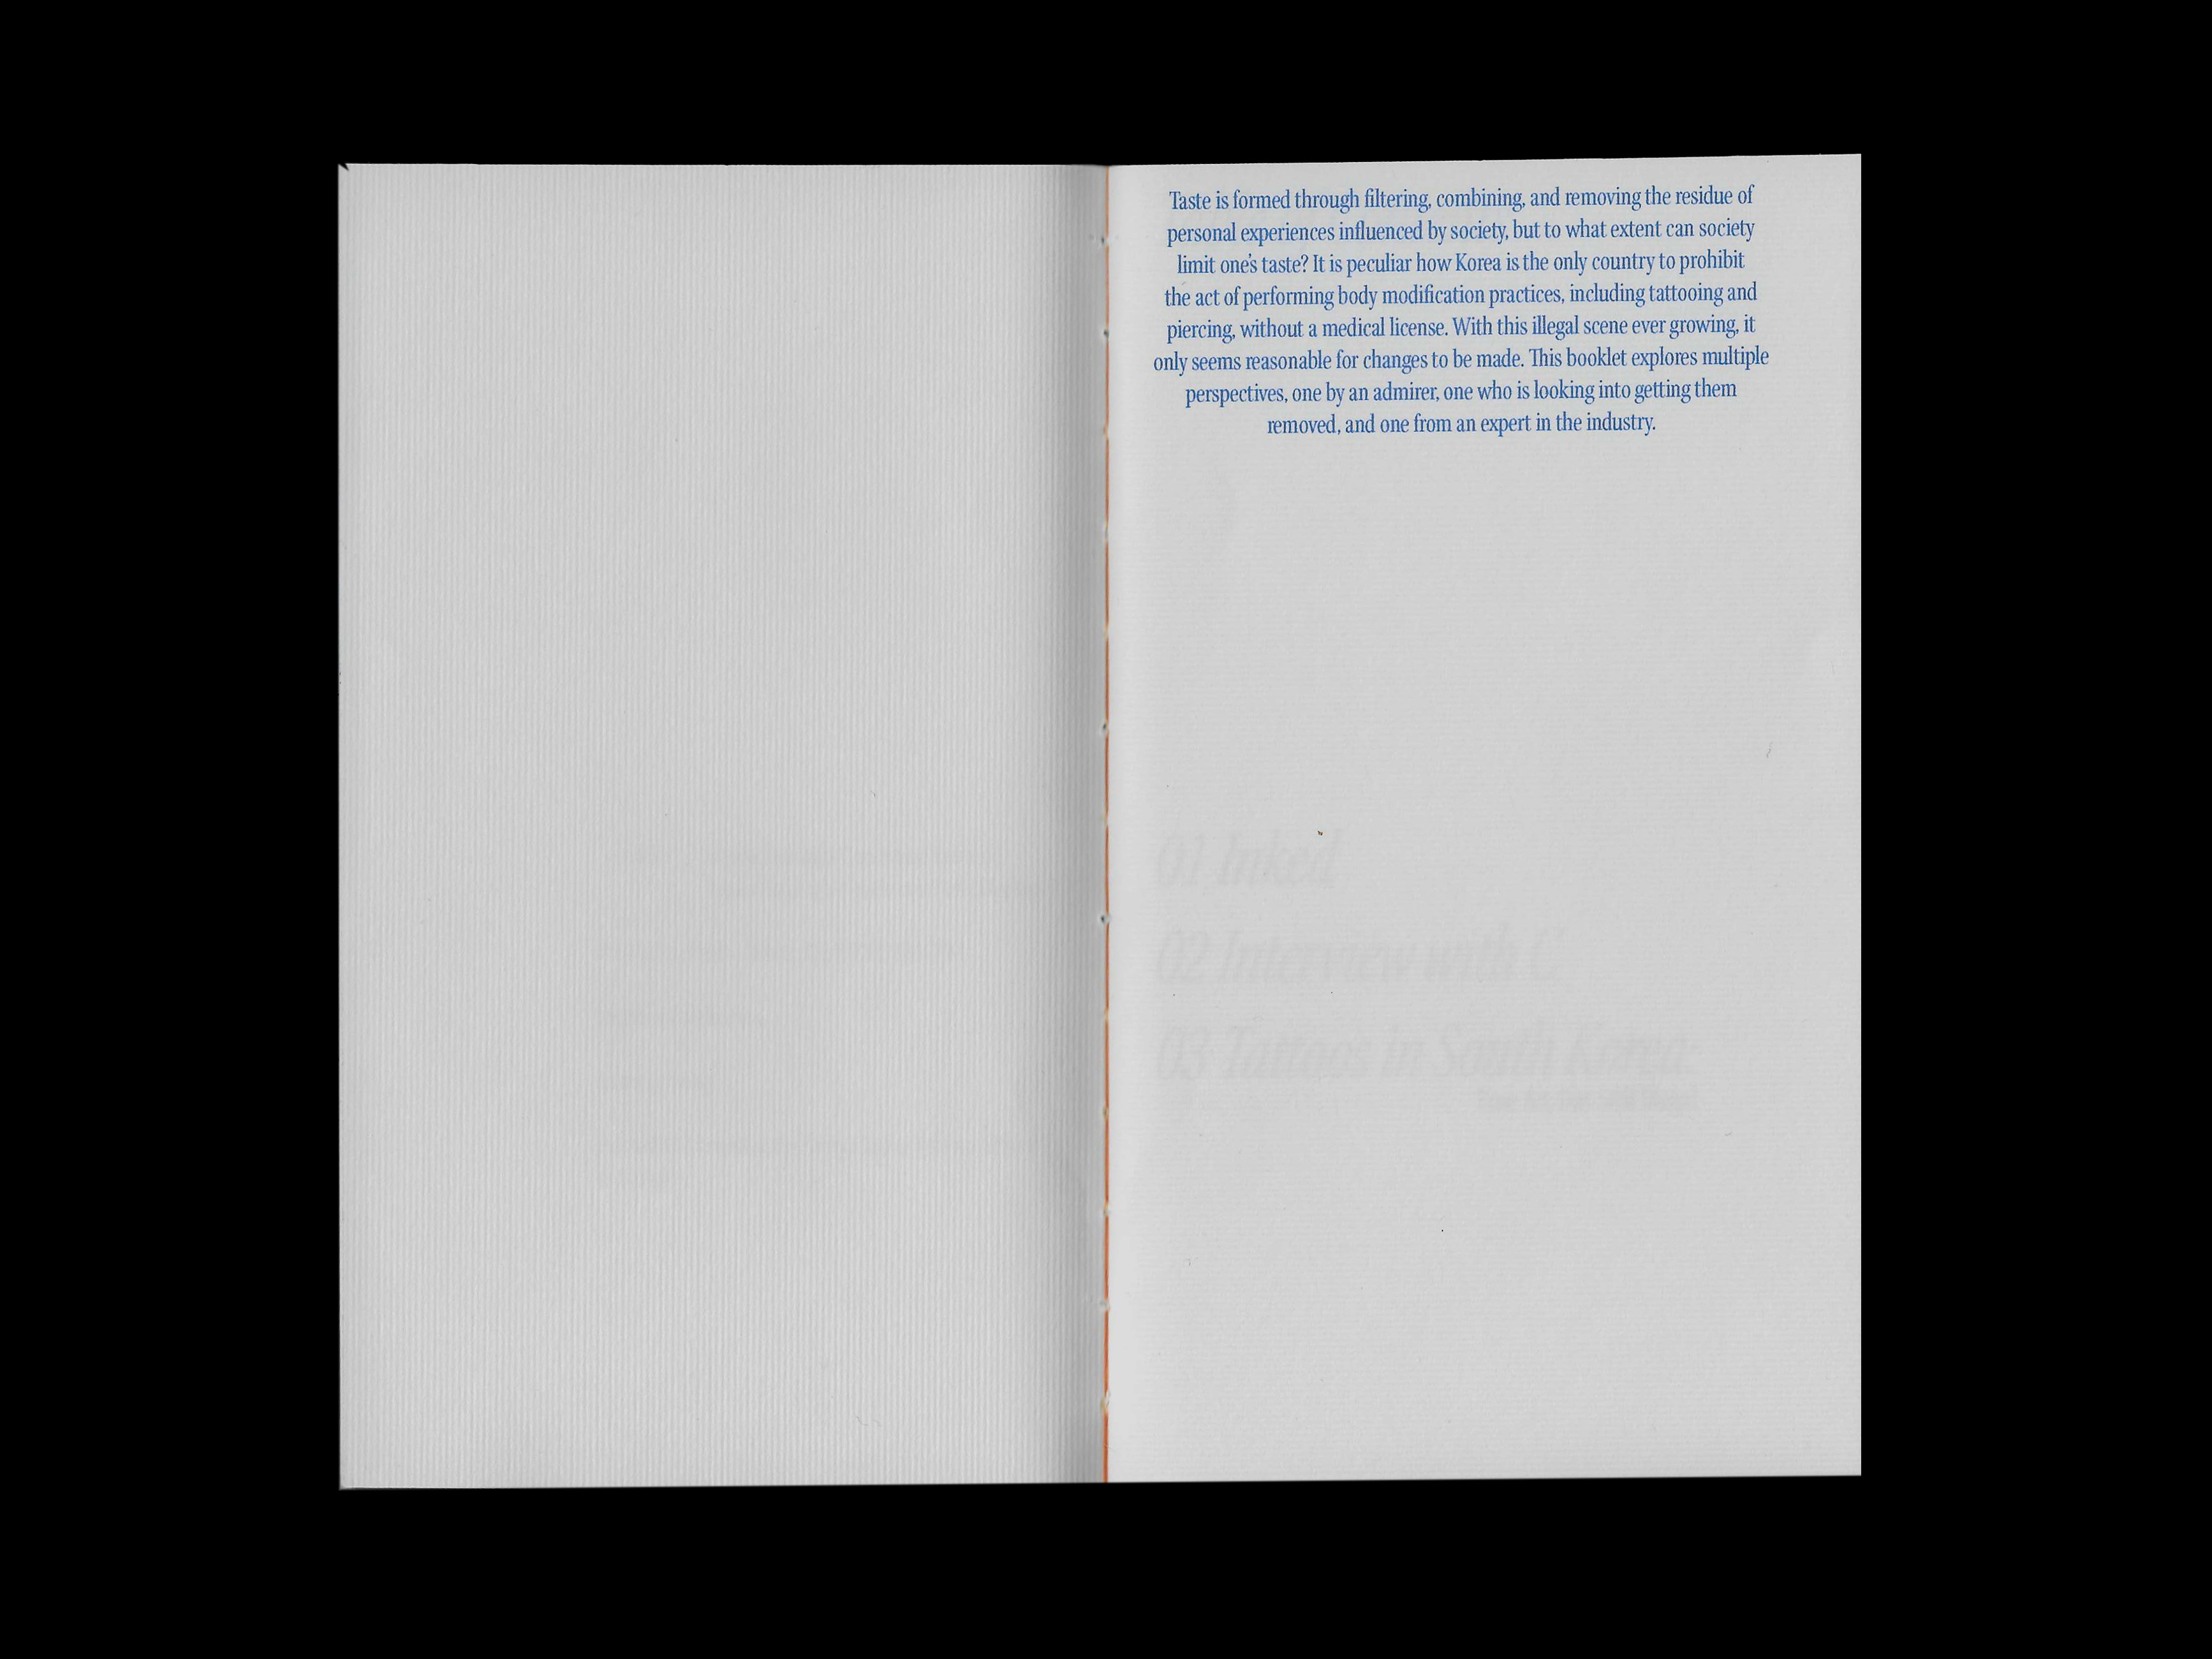 Taste is formed through filtering, combining, and removing the residue of
personal experiences influenced by society, but to what extent can society
limit one's taste? It is peculiar how Korea is the only country to prohibit
the act of performing body modification practices, including tattooing and
piercing, without a medical license. With this illegal scene ever growing, it
only seems reasonable for changes to be made. This booklet explores multiple
perspectives, one by an admirer, one who is looking into getting them
removed, and one from an expert in the industry.
01 Inked
02 Interview with C
03 Tattoos in South Korea: